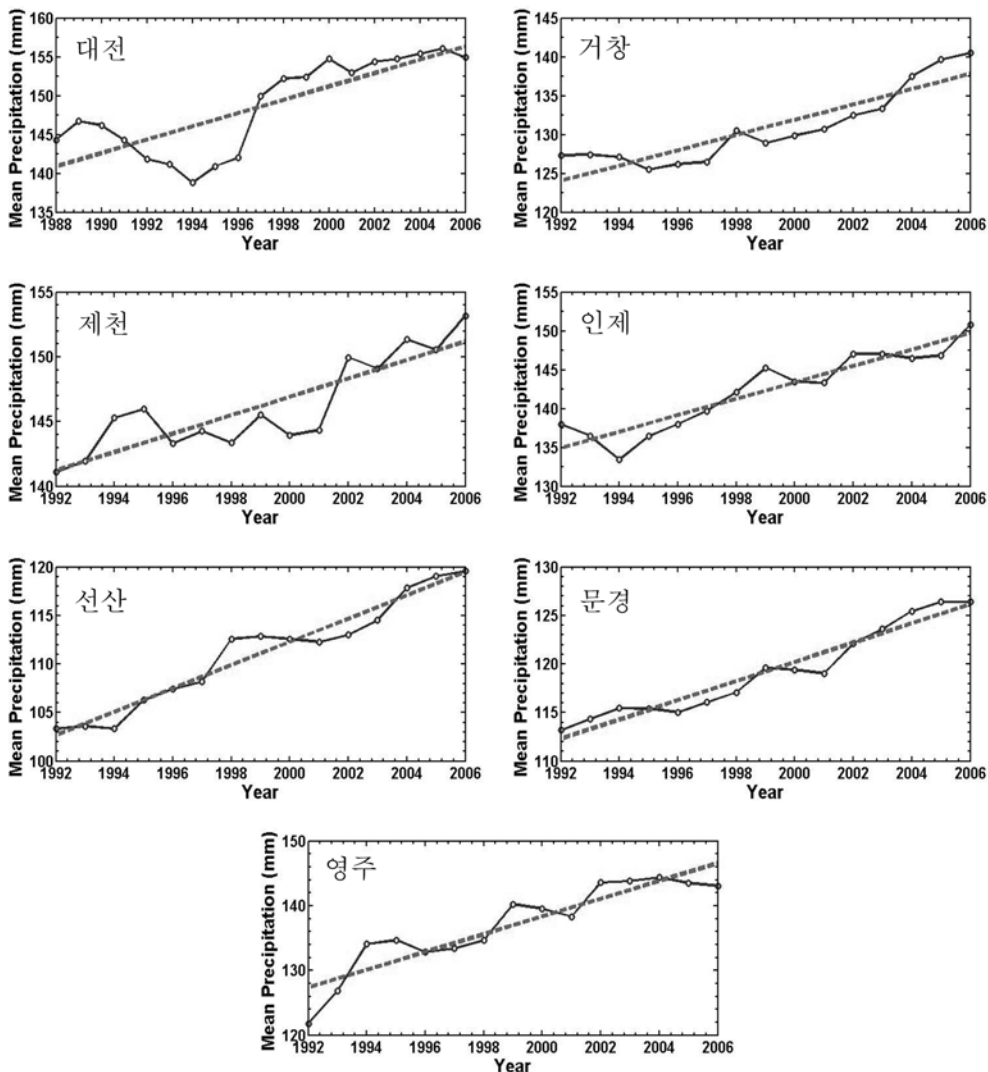 대전
Mean Precipitation (mm)
160
155
150
145
140
135
1988 1990 1992 1994 1996 1998 2000 2002 2004 2006
Year
거창
Mean Precipitation (mm)
145
140
135
130
125
120
1992 1994 1996 1998 2000 2002 2004 2006
Year
제천
Mean Precipitation (mm)
155
150
145
140
1992 1994 1996 1998 2000 2002 2004 2006
Year
인제
Mean Precipitation (mm)
155
150
145
140
135
130
1992 1994 1996 1998 2000 2002 2004 2006
Year
선산
Mean Precipitation (mm)
120
115
110
105
100
1992 1994 1996 1998 2000 2002 2004 2006
Year
문경
Mean Precipitation (mm)
130
125
120
115
110
1992 1994 1996 1998 2000 2002 2004 2006
Year
영주
Mean Precipitation (mm)
150
140
130
120
1992 1994 1996 1998 2000 2002 2004 2006
Year